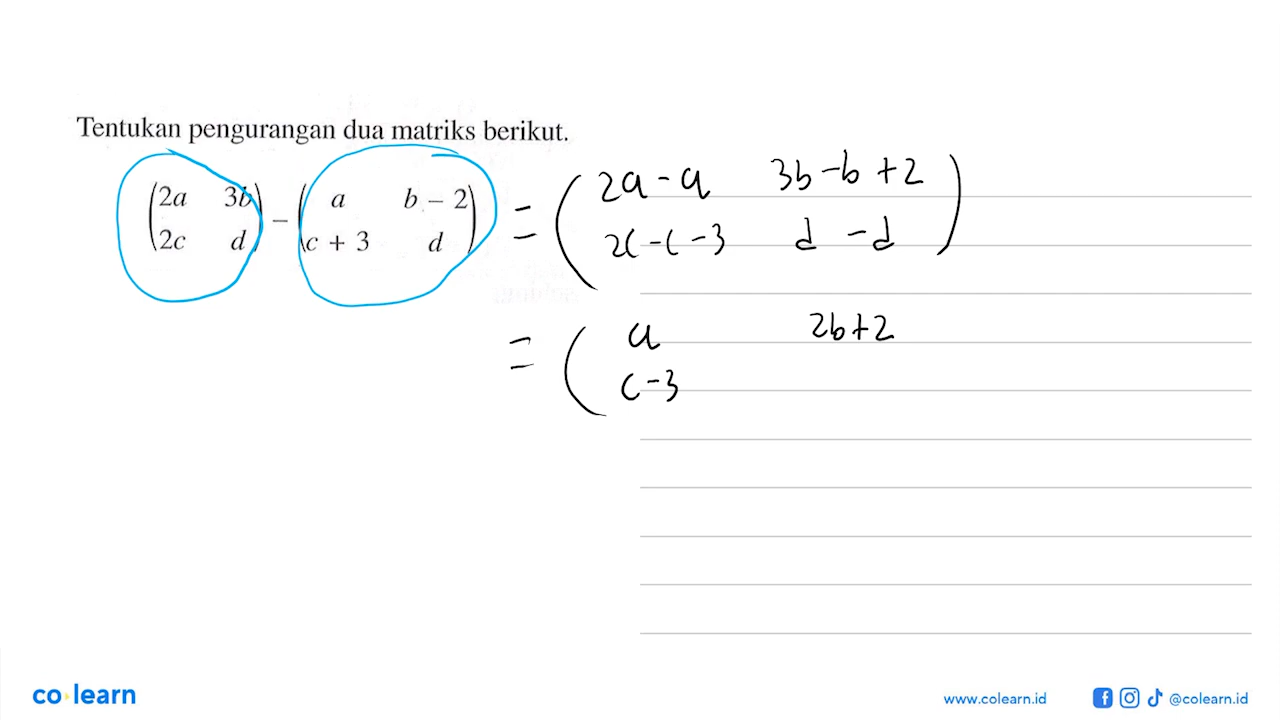 Tentukan pengurangan dua matriks berikut.
(2a 3b) - (a b - 2) = (2a - a 3b - b + 2)
(2c d) (c + 3 d) (2c - c - 3 d - d)
= (a 2b + 2
c - 3
co learn
www.colearn.id @colearn.id